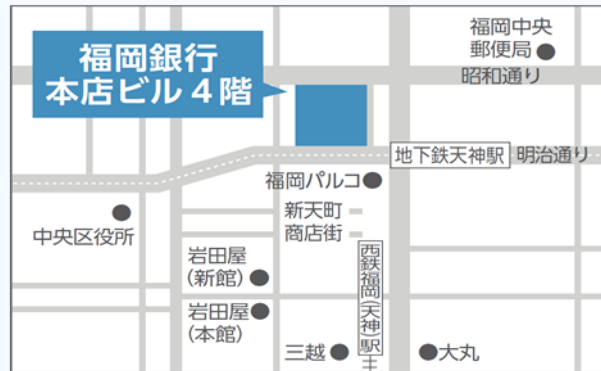 福岡銀行
本店ビル4階
福岡中央
郵便局
昭和通り
地下鉄天神駅
明治通り
福岡パルコ
新天町
商店街
中央区役所
岩田屋
(新館)
西鉄福岡(天神)駅
岩田屋
(本館)
三越
大丸